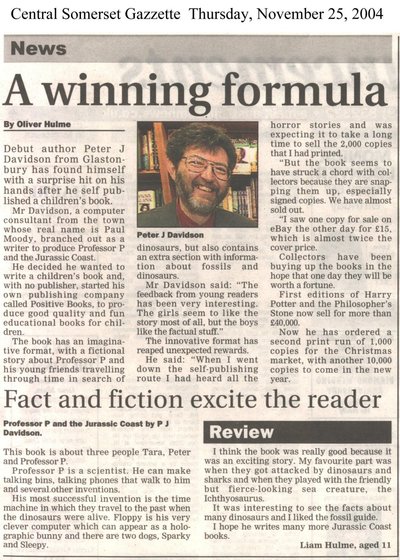 Central Somerset Gazzette  Thursday, November 25, 2004
News
A winning formula
By Oliver Hulme
Debut author Peter J
Davidson from Glaston-
bury has found himself
with a surprise hit on his
hands after he self pub-
lished a children's book.
Mr Davidson, a computer
consultant from the town
whose real name is Paul
Moody, branched out as a
writer to produce Professor P
and the Jurassic Coast.
He decided he wanted to
write a children's book and,
with no publisher, started his
own publishing company
called Positive Books, to pro-
duce good quality and fun
educational books for chil-
dren.
The book has an imagina-
tive format, with a fictional
story about Professor P and
his young friends travelling
through time in search of
Peter J Davidson
dinosaurs, but also contains
an extra section with informa-
tion about fossils and
dinosaurs.
Mr Davidson said: "The
feedback from young readers
has been very interesting.
The girls seem to like the
story most of all, but the boys
like the factual stuff."
The innovative format has
reaped unexpected rewards.
He said: "When I went
down the self-publishing
route I had heard all the
horror stories and was
expecting it to take a long
time to sell the 2,000 copies
that I had printed.
"But the book seems to
have struck a chord with col-
lectors because they are snap-
ping them up, especially
signed copies. We have almost
sold out.
"I saw one copy for sale on
eBay the other day for £15,
which is almost twice the
cover price.
Collectors have been
buying up the books in the
hope that one day they will be
worth a fortune.
First editions of Harry
Potter and the Philospher's
Stone now sell for more than
£40,000.
Now he has ordered a
second print run of 1,000
copies for the Christmas
market, with another 10,000
copies to come in the new
year.
Fact and fiction excite the reader
Professor P and the Jurassic Coast by P J
Davidson.
This book is about three people Tara, Peter
and Professor P.
Professor P is a scientist. He can make
talking bins, talking phones that walk to him
and several other inventions.
His most successful invention is the time
machine in which they travel to the past when
the dinosaurs were alive. Floppy is his very
clever computer which can appear as a holo-
graphic bunny and there are two dogs, Sparky
and Sleepy.
Review
I think the book was really good because it
was an exciting story. My favourite part was
when they got attacked by dinosaurs and
sharks and when they played with the friendly
but fierce-looking sea creature, the
Ichthyosaurus.
It was interesting to see the facts about
many dinosaurs and I liked the fossil guide.
I hope he writes many more Jurassic Coast
books.
Liam Hulme, aged 11